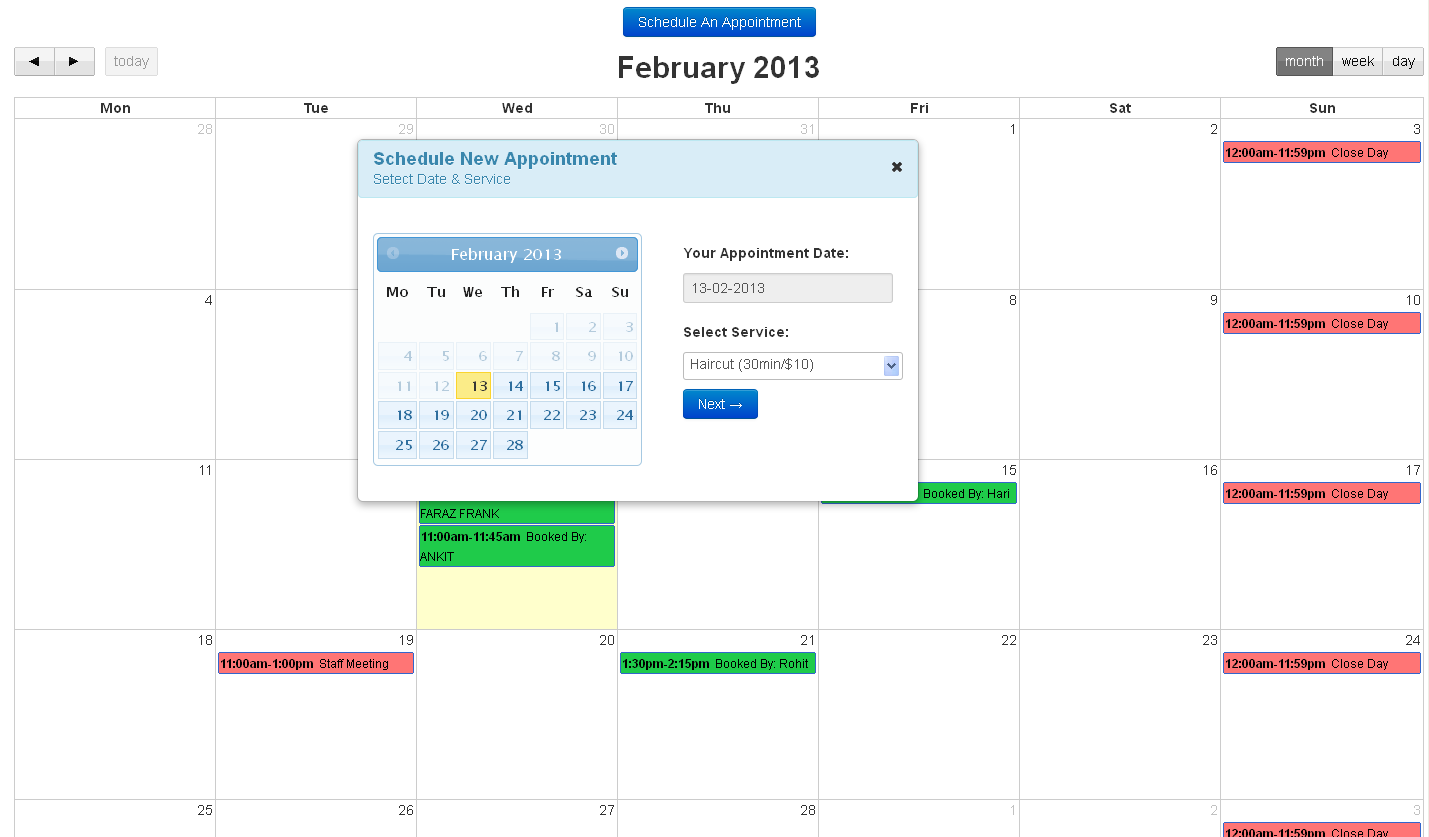 Schedule An Appointment
◄ ► today
February 2013
month week day
Mon Tue Wed Thu Fri Sat Sun
28 29 30 31 1 2 3
12:00am-11:59pm Close Day
Schedule New Appointment
Setect Date & Service
✖
February 2013
Mo Tu We Th Fr Sa Su
1 2 3
4 5 6 7 8 9 10
11 12 13 14 15 16 17
18 19 20 21 22 23 24
25 26 27 28
Your Appointment Date:
13-02-2013
Select Service:
Haircut (30min/$10)
Next →
4 8 9 10
12:00am-11:59pm Close Day
11 15 16 17
Booked By: Hari
12:00am-11:59pm Close Day
FARAZ FRANK
11:00am-11:45am Booked By:
ANKIT
18 19 20 21 22 23 24
11:00am-1:00pm Staff Meeting
1:30pm-2:15pm Booked By: Rohit
12:00am-11:59pm Close Day
25 26 27 28 1 2 3
12:00am-11:59pm Close Day